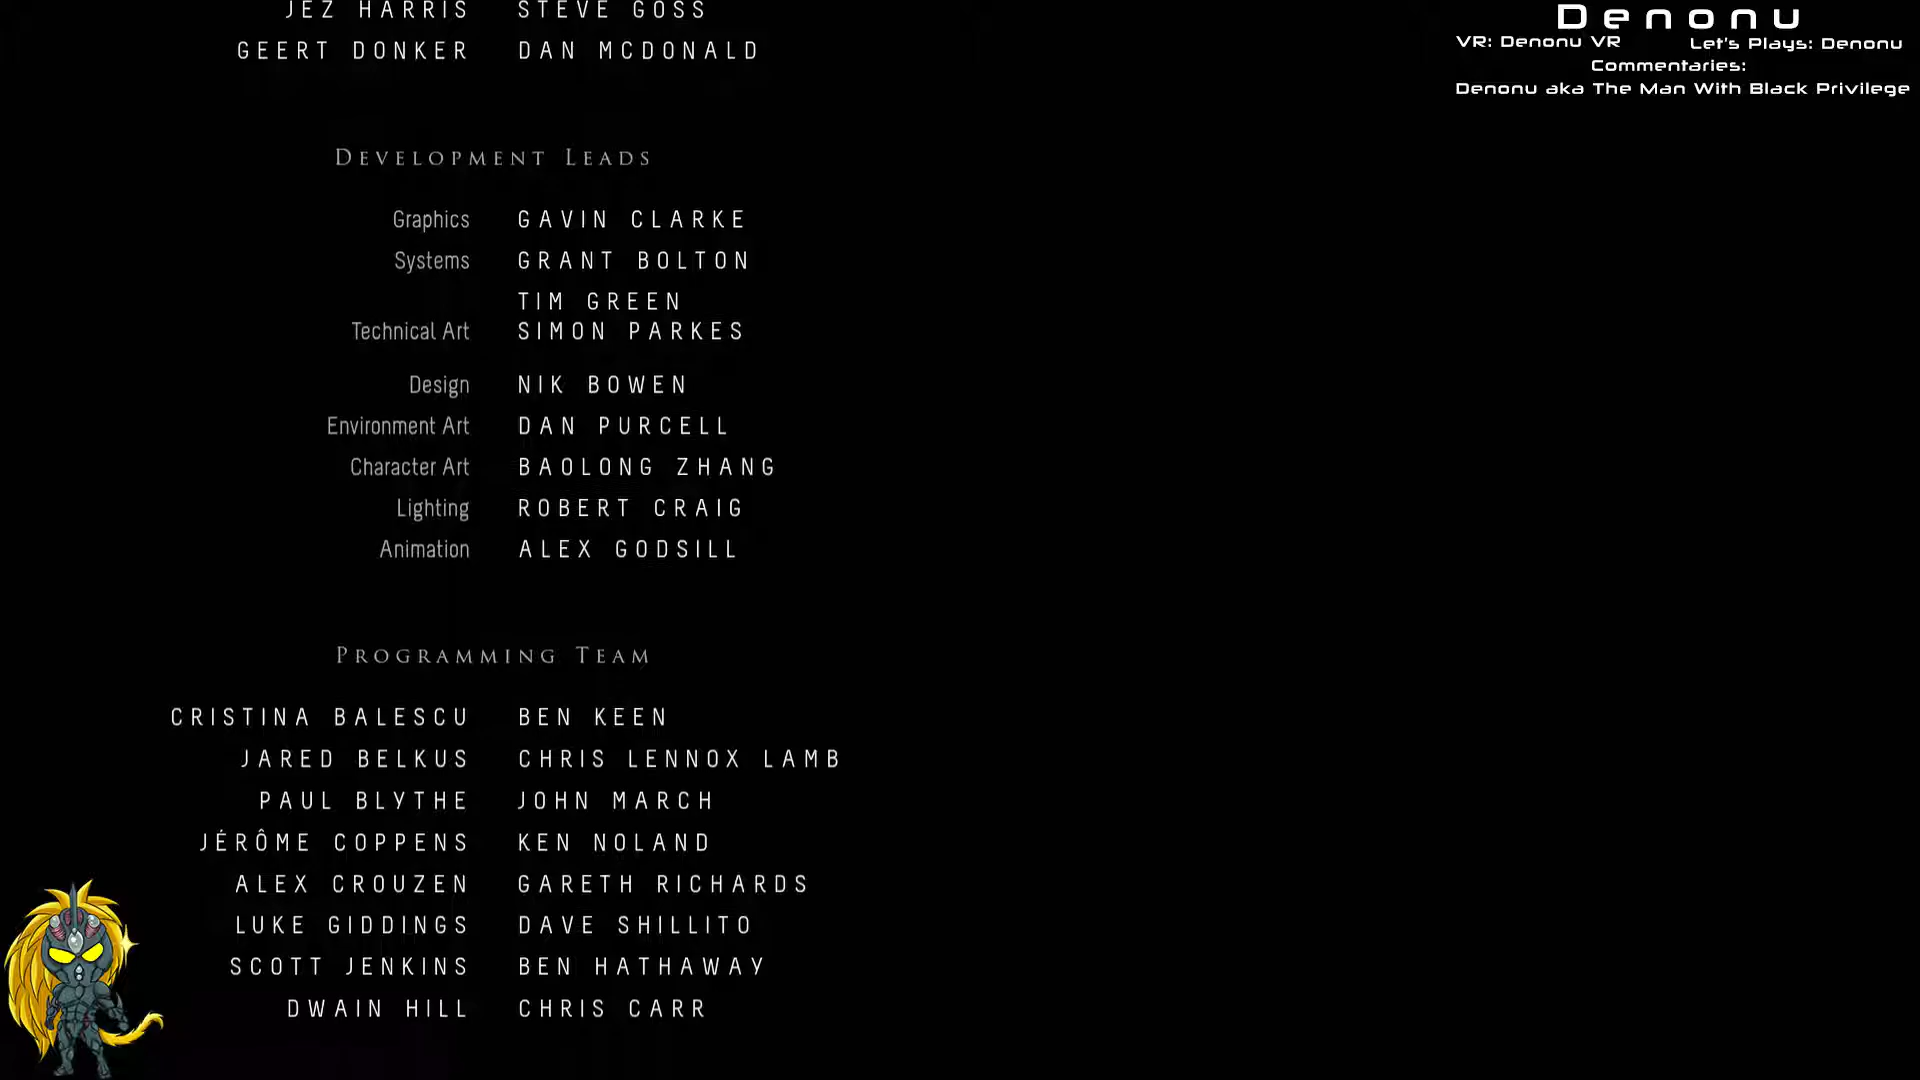 JEZ HARRIS STEVE GOSS
GEERT DONKER DAN MCDONALD
DEVELOPMENT LEADS
Graphics GAVIN CLARKE
Systems GRANT BOLTON
TIM GREEN
Technical Art SIMON PARKES
Design NIK BOWEN
Environment Art DAN PURCELL
Character Art BAOLONG ZHANG
Lighting ROBERT CRAIG
Animation ALEX GODSILL
PROGRAMMING TEAM
CRISTINA BALESCU BEN KEEN
JARED BELKUS CHRIS LENNOX LAMB
PAUL BLYTHE JOHN MARCH
JÉRÔME COPPENS KEN NOLAND
ALEX CROUZEN GARETH RICHARDS
LUKE GIDDINGS DAVE SHILLITO
SCOTT JENKINS BEN HATHAWAY
DWAIN HILL CHRIS CARR
Denonu
VR: Denonu VR Let's Plays: Denonu
Commentaries:
Denonu aka The Man With Black Privilege